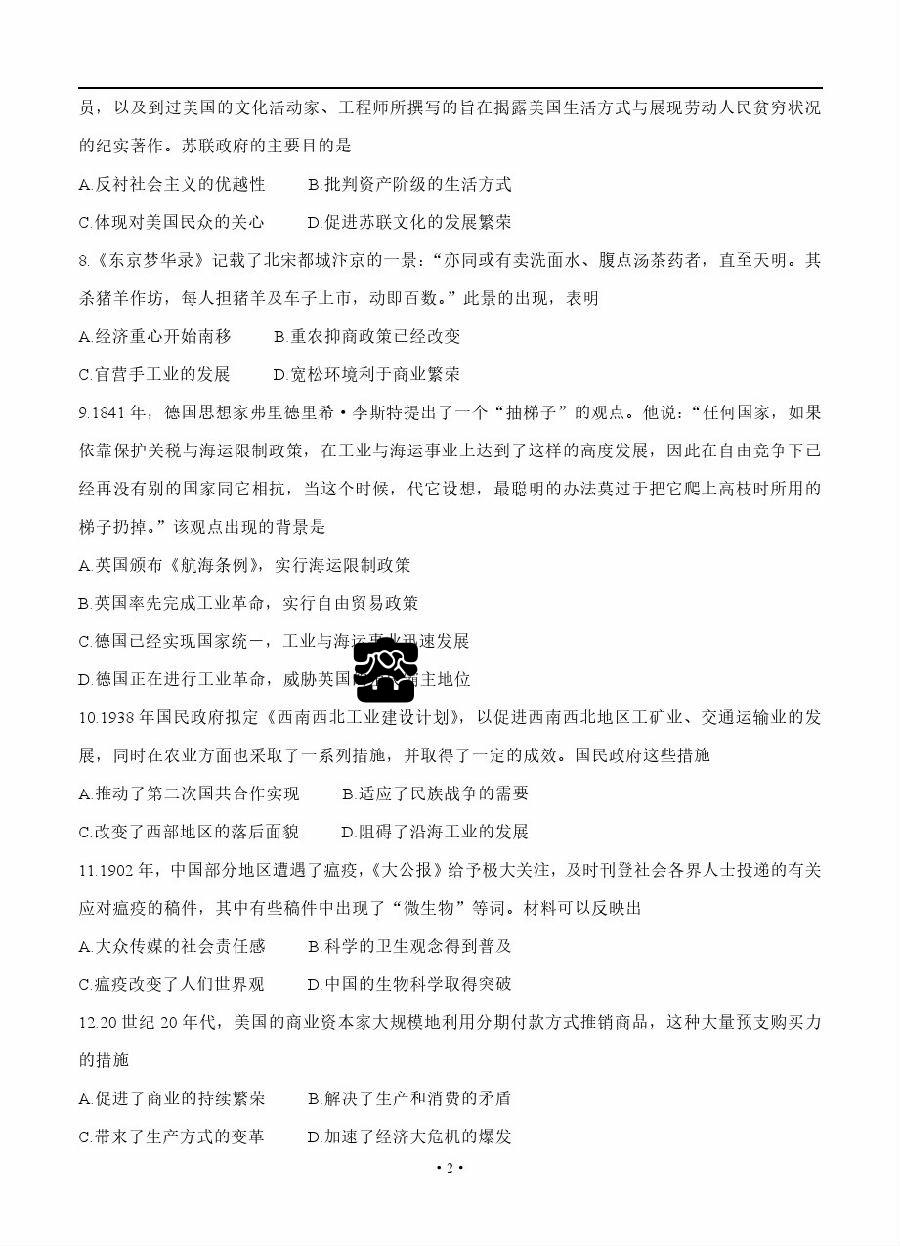 员，以及到过美国的文化活动家、工程师所撰写的旨在揭露美国生活方式与展现劳动人民贫穷状况
的纪实著作。苏联政府的主要目的是
A.反衬社会主义的优越性 B.批判资产阶级的生活方式
C.体现对美国民众的关心 D.促进苏联文化的发展繁荣
8.《东京梦华录》记载了北宋都城汴京的一景：“亦间或有卖洗面水、腹点汤茶药者，直至天明。其
杀猪羊作坊，每人担猪羊及车子上市，动即百数。”此景的出现，表明
A.经济重心开始南移 B.重农抑商政策已经改变
C.官营手工业的发展 D.宽松环境利于商业繁荣
9.1841年，德国思想家弗里德里希·李斯特提出了一个“抽梯子”的观点。他说：“任何国家，如果
依靠保护关税与海运限制政策，在工业与海运事业上达到了这样的高度发展，因此在自由竞争下已
经再没有别的国家同它相抗，当这个时候，代它设想，最聪明的办法莫过于把它爬上高枝时所用的
梯子扔掉。”该观点出现的背景是
A.英国颁布《航海条例》，实行海运限制政策
B.英国率先完成工业革命，实行自由贸易政策
C.德国已经实现国家统一，工业与海运事业迅速发展
D.德国正在进行工业革命，威胁英国主地位
10.1938年国民政府拟定《西南西北工业建设计划》，以促进西南西北地区工矿业、交通运输业的发
展，同时在农业方面也采取了一系列措施，并取得了一定的成效。国民政府这些措施
A.推动了第二次国共合作实现 B.适应了民族战争的需要
C.改变了西部地区的落后面貌 D.阻碍了沿海工业的发展
11.1902年，中国部分地区遭遇了瘟疫，《大公报》给予极大关注，及时刊登社会各界人士投递的有关
应对瘟疫的稿件，其中有些稿件中出现了“微生物”等词。材料可以反映出
A.大众传媒的社会责任感 B.科学的卫生观念得到普及
C.瘟疫改变了人们世界观 D.中国的生物科学取得突破
12.20世纪20年代，美国的商业资本家大规模地利用分期付款方式推销商品，这种大量预支购买力
的措施
A.促进了商业的持续繁荣 B.解决了生产和消费的矛盾
C.带来了生产方式的变革 D.加速了经济大危机的爆发
·2·